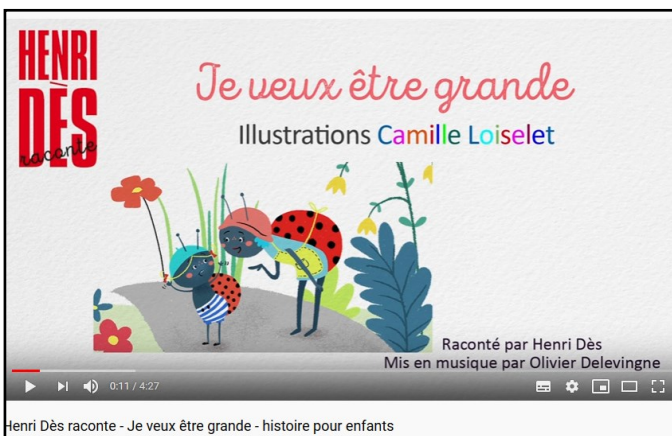 HENRI
DÈS
raconte
Je veux être grande
Illustrations Camille Loiselet
Raconté par Henri Dès
Mis en musique par Olivier Delevingne
0:11 / 4:27
Henri Dès raconte - Je veux être grande - histoire pour enfants